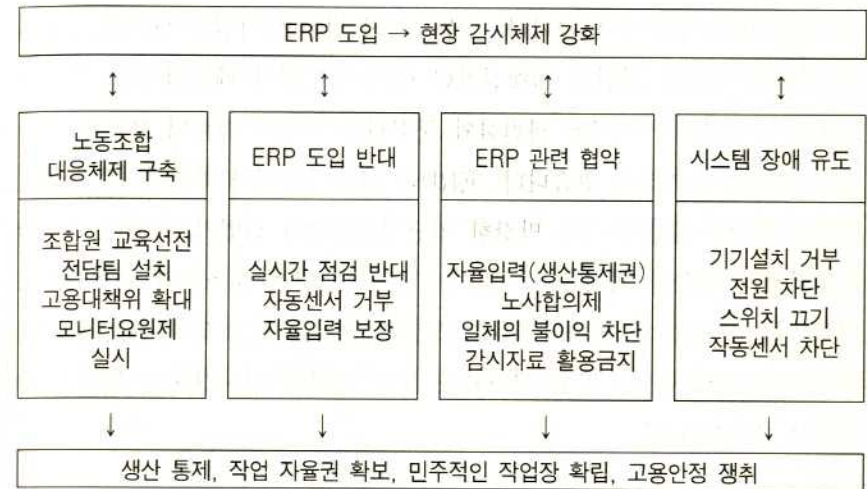 ERP 도입 → 현장 감시체제 강화
↕ ↕ ↕ ↕
노동조합
대응체제 구축
조합원 교육선전
전담팀 설치
고용대책위 확대
모니터요원제
실시
ERP 도입 반대
실시간 점검 반대
자동센서 거부
자율입력 보장
ERP 관련 협약
자율입력(생산통제권)
노사합의제
일체의 불이익 차단
감시자료 활용금지
시스템 장애 유도
기기설치 거부
전원 차단
스위치 끄기
작동센서 차단
↓ ↓ ↓ ↓
생산 통제, 작업 자율권 확보, 민주적인 작업장 확립, 고용안정 쟁취